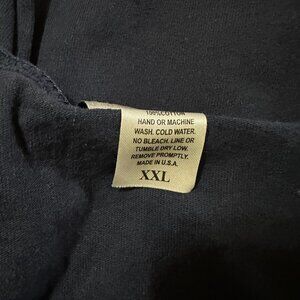 100% COTTON
HAND OR MACHINE
WASH. COLD WATER.
NO BLEACH. LINE OR
TUMBLE DRY LOW.
REMOVE PROMPTLY.
MADE IN U.S.A.
XXL